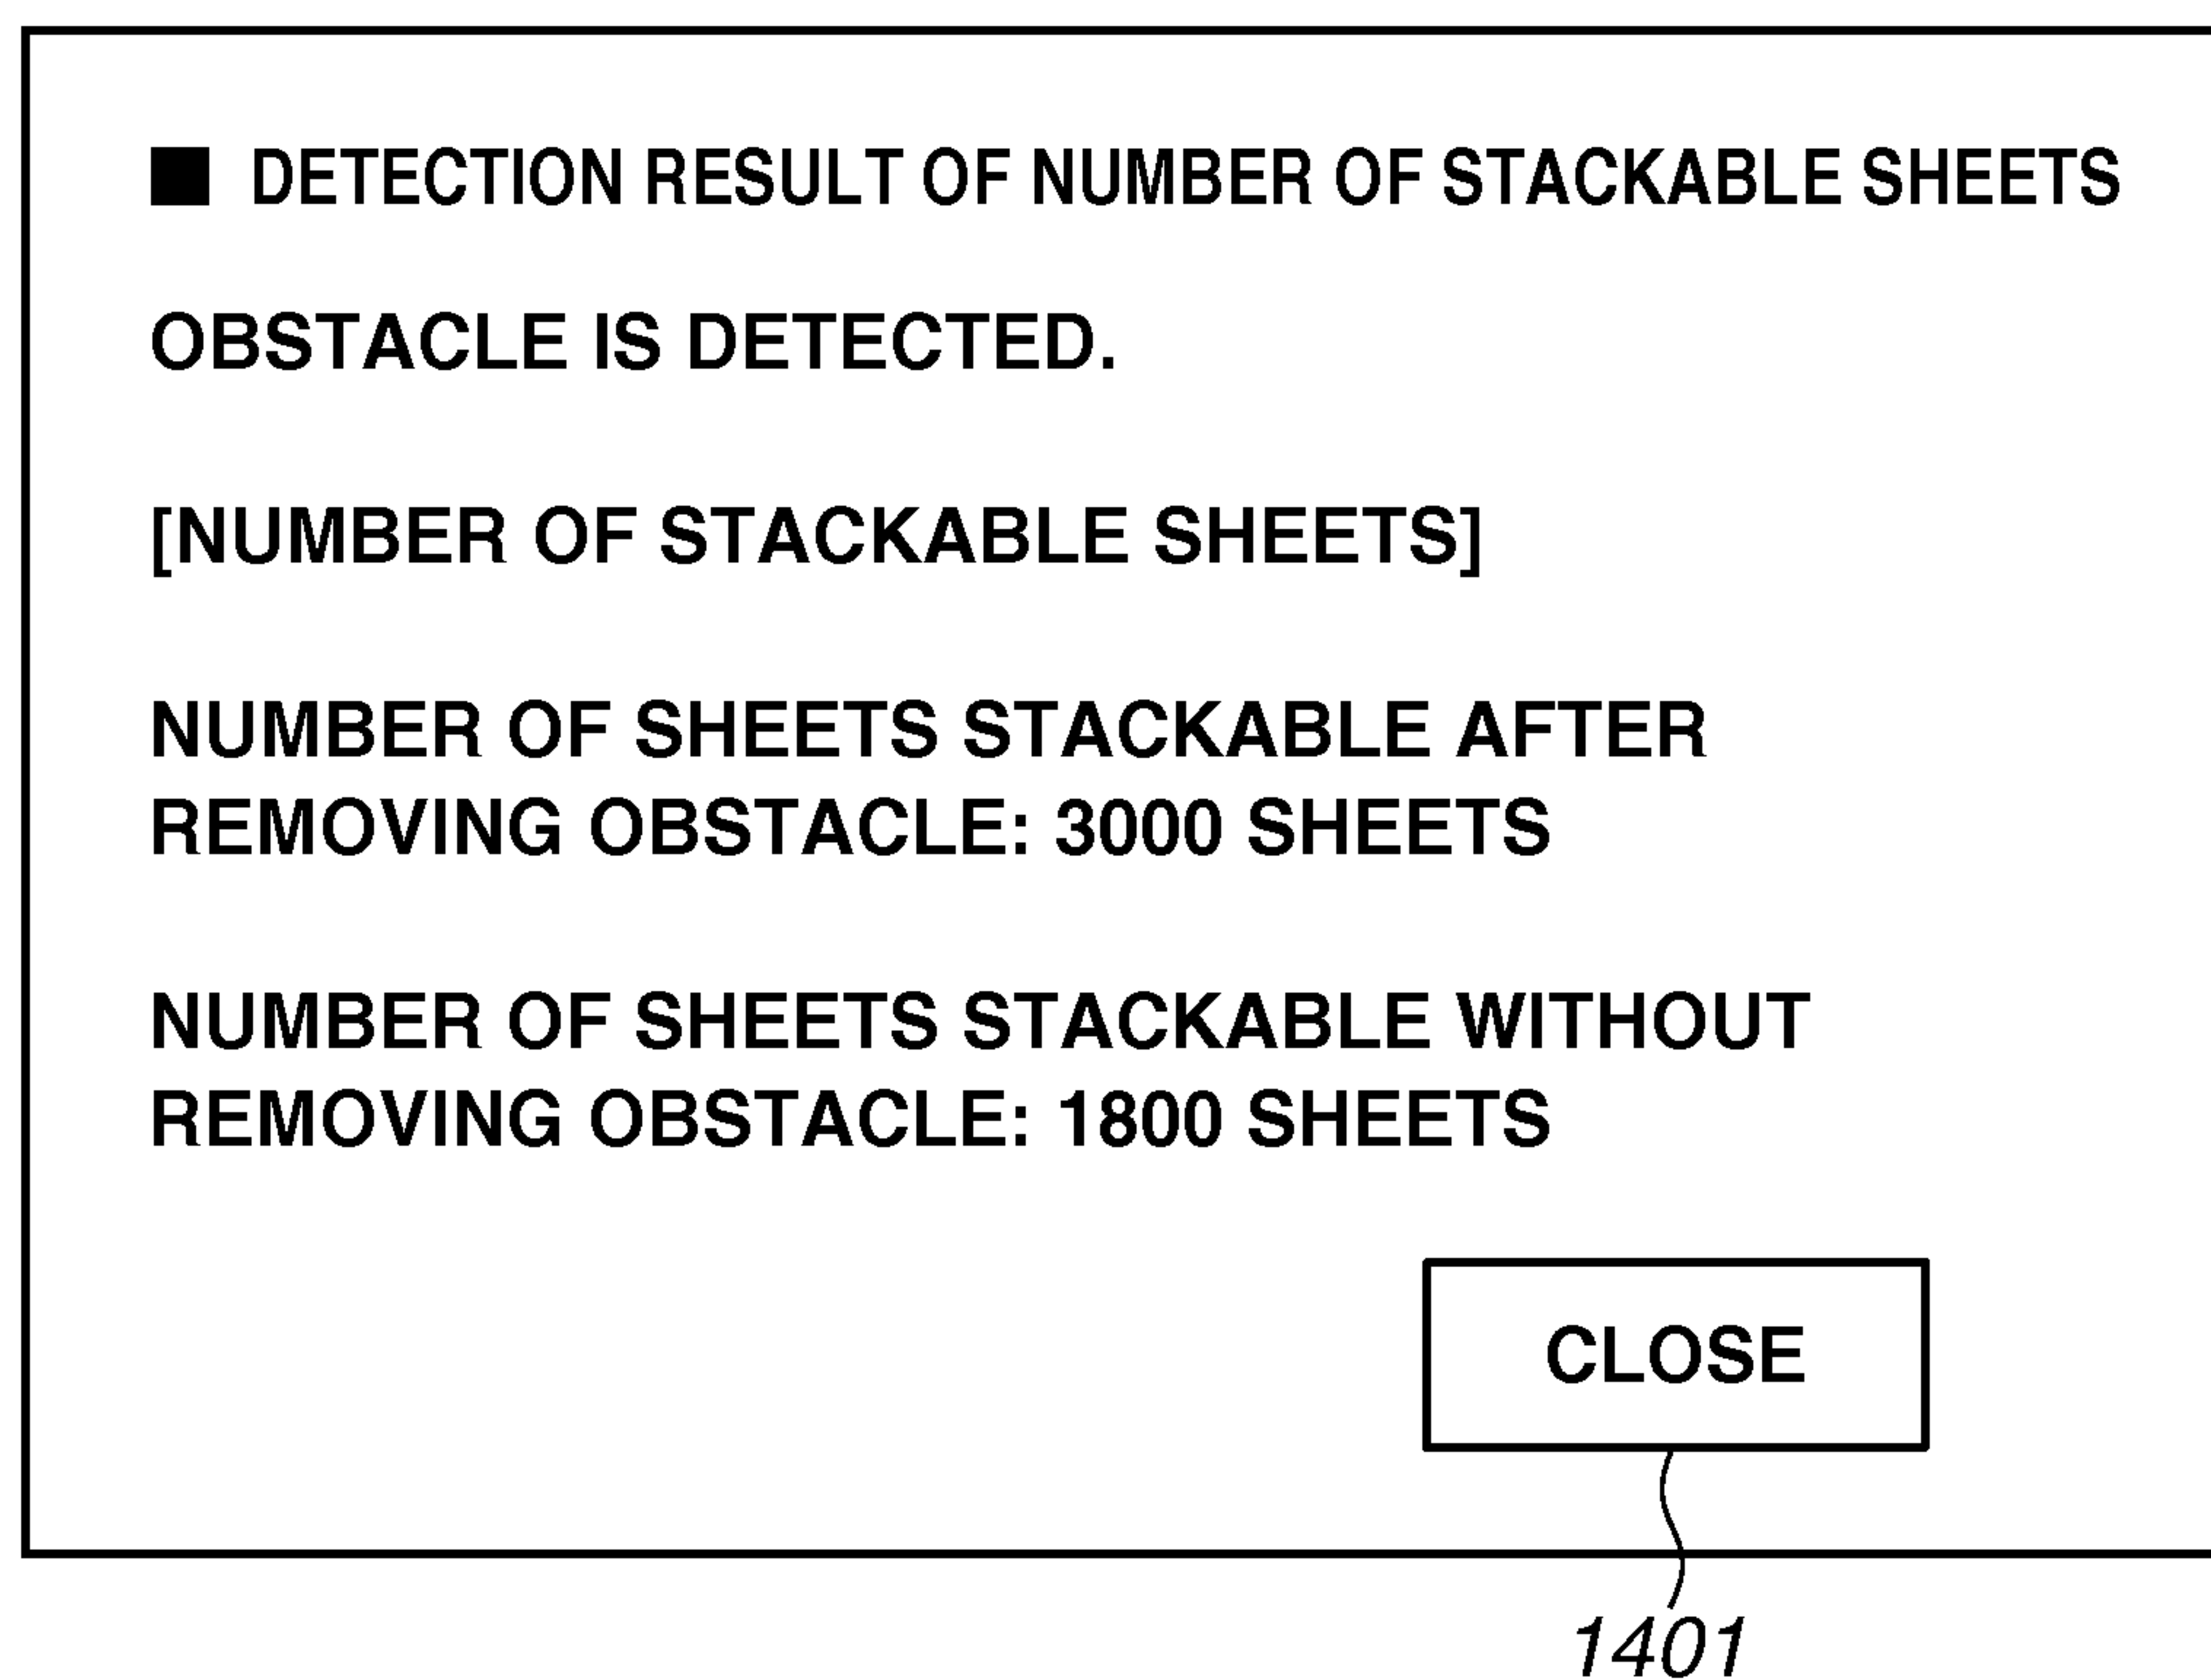 ■ DETECTION RESULT OF NUMBER OF STACKABLE SHEETS
OBSTACLE IS DETECTED.
[NUMBER OF STACKABLE SHEETS]
NUMBER OF SHEETS STACKABLE AFTER
REMOVING OBSTACLE: 3000 SHEETS
NUMBER OF SHEETS STACKABLE WITHOUT
REMOVING OBSTACLE: 1800 SHEETS
CLOSE
1401